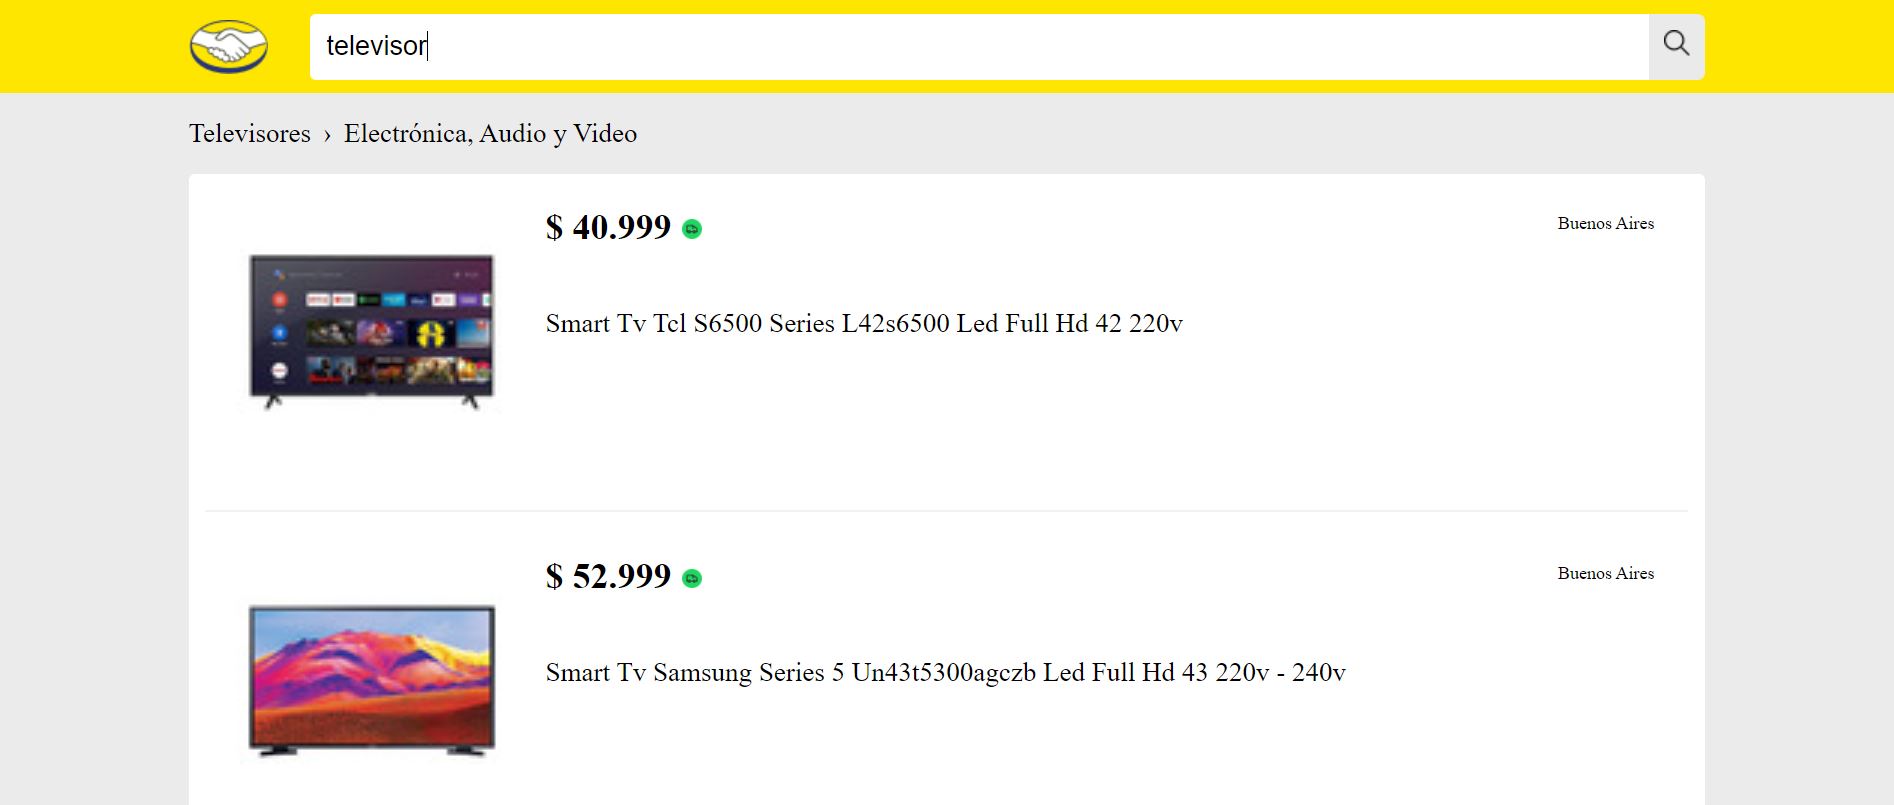 televisor
Televisores › Electrónica, Audio y Video
$ 40.999
Buenos Aires
Smart Tv Tcl S6500 Series L42s6500 Led Full Hd 42 220v
$ 52.999
Buenos Aires
Smart Tv Samsung Series 5 Un43t5300agczb Led Full Hd 43 220v - 240v